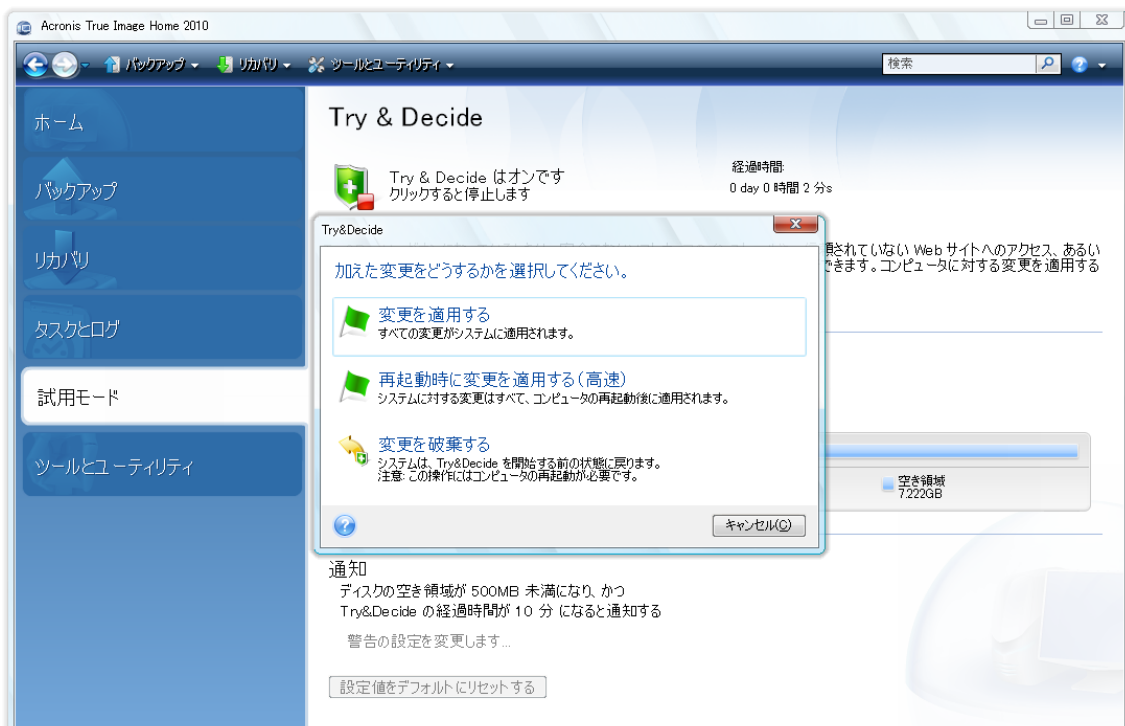 Acronis True Image Home 2010
バックアップ
リカバリ
ツールとユーティリティ
検索
ホーム
バックアップ
リカバリ
タスクとログ
試用モード
ツールとユーティリティ
Try & Decide
Try & Decide はオンです
クリックすると停止します
経過時間:
0 day 0 時間 2 分s
されていない Web サイトへのアクセス、あるい
できます。コンピュータに対する変更を適用する
Try&Decide
加えた変更をどうするかを選択してください。
変更を適用する
すべての変更がシステムに適用されます。
再起動時に変更を適用する(高速)
システムに対する変更はすべて、コンピュータの再起動後に適用されます。
変更を破棄する
システムは、Try&Decide を開始する前の状態に戻ります。
注意: この操作にはコンピュータの再起動が必要です。
キャンセル(C)
空き領域
7.222GB
通知
ディスクの空き領域が 500MB 未満になり、かつ
Try&Decide の経過時間が 10 分 になると通知する
警告の設定を変更します...
設定値をデフォルトにリセットする